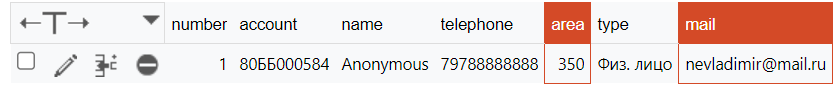 number account name telephone area type mail
1 80ББ000584 Anonymous 79788888888 350 Физ. лицо nevladimir@mail.ru